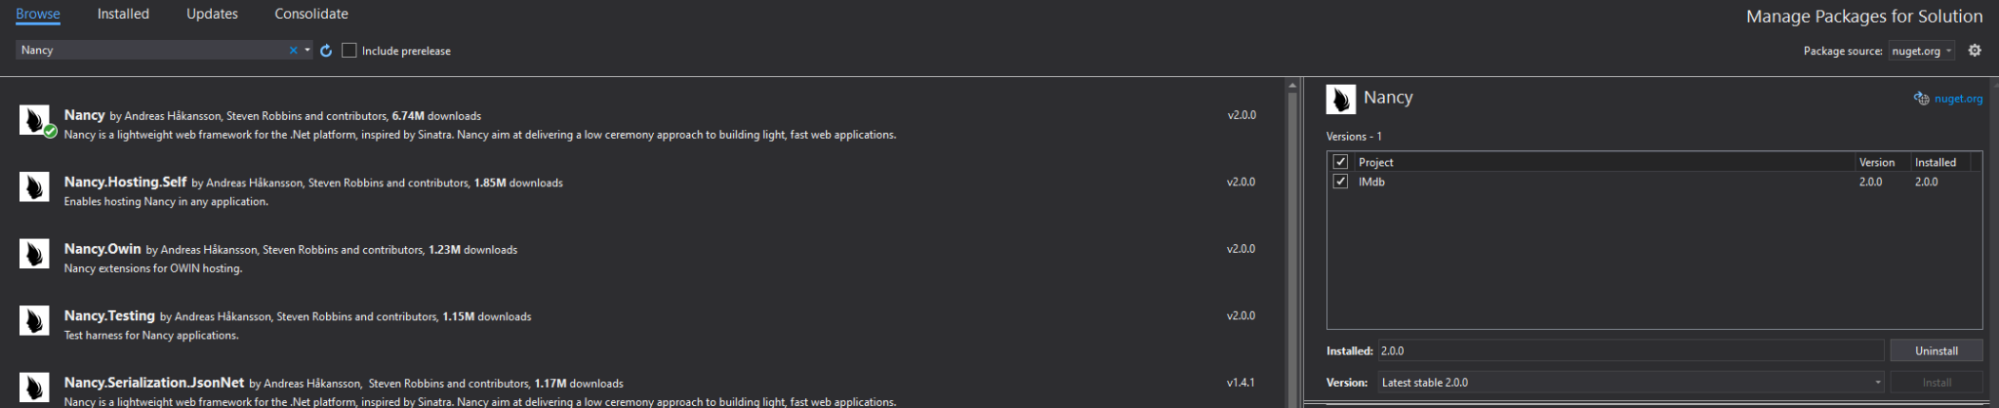 Browse Installed Updates Consolidate
Manage Packages for Solution
Nancy
Include prerelease
Package source: nuget.org
Nancy by Andreas Håkansson, Steven Robbins and contributors, 6.74M downloads v2.0.0
Nancy is a lightweight web framework for the .Net platform, inspired by Sinatra. Nancy aim at delivering a low ceremony approach to building light, fast web applications.
Nancy.Hosting.Self by Andreas Håkansson, Steven Robbins and contributors, 1.85M downloads v2.0.0
Enables hosting Nancy in any application.
Nancy.Owin by Andreas Håkansson, Steven Robbins and contributors, 1.23M downloads v2.0.0
Nancy extensions for OWIN hosting.
Nancy.Testing by Andreas Håkansson, Steven Robbins and contributors, 1.15M downloads v2.0.0
Test harness for Nancy applications.
Nancy.Serialization.JsonNet by Andreas Håkansson, Steven Robbins and contributors, 1.17M downloads v1.4.1
Nancy is a lightweight web framework for the .Net platform, inspired by Sinatra. Nancy aim at delivering a low ceremony approach to building light, fast web applications.
Nancy nuget.org
Versions - 1
Project Version Installed
IMdb 2.0.0 2.0.0
Installed: 2.0.0 Uninstall
Version: Latest stable 2.0.0 Install